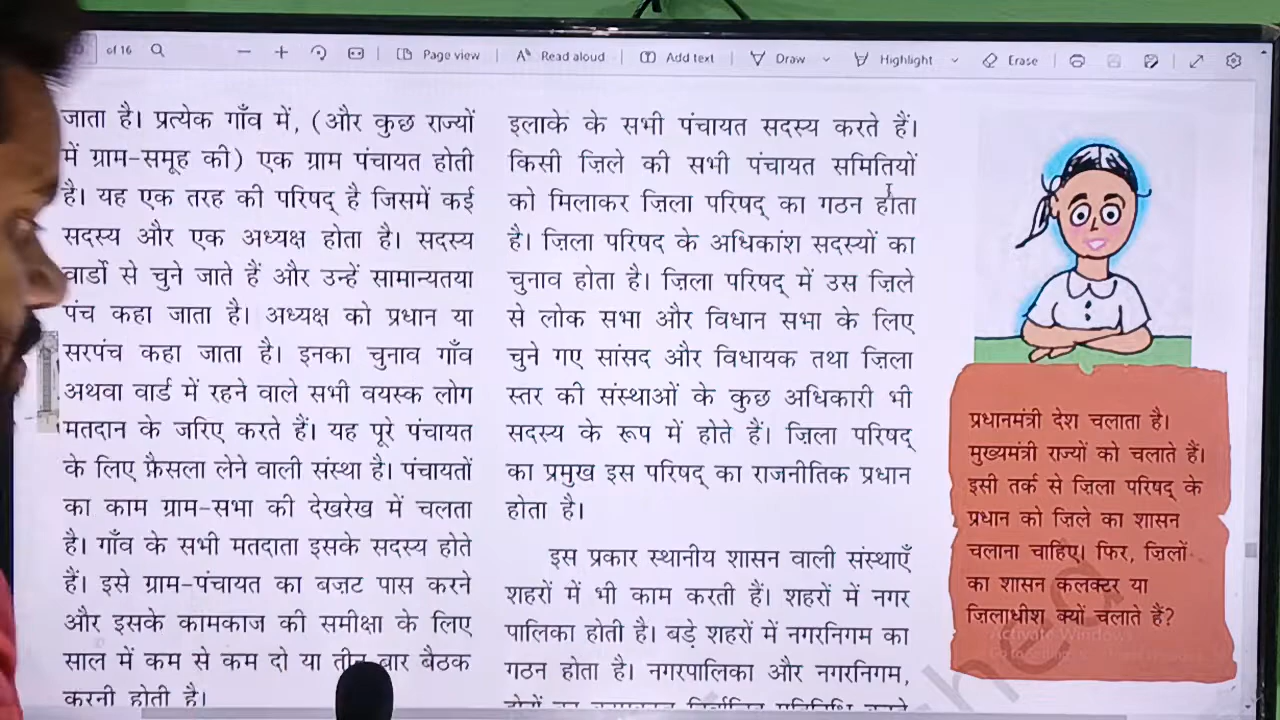 of 16
Page view
Read aloud
Add text
Draw
Highlight
Erase
जाता है। प्रत्येक गाँव में, (और कुछ राज्यों
में ग्राम-समूह की) एक ग्राम पंचायत होती
है। यह एक तरह की परिषद् है जिसमें कई
सदस्य और एक अध्यक्ष होता है। सदस्य
वार्डो से चुने जाते हैं और उन्हें सामान्यतया
पंच कहा जाता है। अध्यक्ष को प्रधान या
सरपंच कहा जाता है। इनका चुनाव गाँव
अथवा वार्ड में रहने वाले सभी वयस्क लोग
मतदान के जरिए करते हैं। यह पूरे पंचायत
के लिए फ़ैसला लेने वाली संस्था है। पंचायतों
का काम ग्राम-सभा की देखरेख में चलता
है। गाँव के सभी मतदाता इसके सदस्य होते
हैं। इसे ग्राम-पंचायत का बज़ट पास करने
और इसके कामकाज की समीक्षा के लिए
साल में कम से कम दो या तीन बार बैठक
करनी होती है।
इलाके के सभी पंचायत सदस्य करते हैं।
किसी ज़िले की सभी पंचायत समितियों
को मिलाकर ज़िला परिषद् का गठन होता
है। ज़िला परिषद के अधिकांश सदस्यों का
चुनाव होता है। ज़िला परिषद् में उस ज़िले
से लोक सभा और विधान सभा के लिए
चुने गए सांसद और विधायक तथा ज़िला
स्तर की संस्थाओं के कुछ अधिकारी भी
सदस्य के रूप में होते हैं। ज़िला परिषद्
का प्रमुख इस परिषद् का राजनीतिक प्रधान
होता है।
इस प्रकार स्थानीय शासन वाली संस्थाएँ
शहरों में भी काम करती हैं। शहरों में नगर
पालिका होती है। बड़े शहरों में नगरनिगम का
गठन होता है। नगरपालिका और नगरनिगम,
प्रधानमंत्री देश चलाता है।
मुख्यमंत्री राज्यों को चलाते हैं।
इसी तर्क से ज़िला परिषद् के
प्रधान को ज़िले का शासन
चलाना चाहिए। फिर, ज़िलों
का शासन कलक्टर या
ज़िलाधीश क्यों चलाते हैं?
Activate Windows